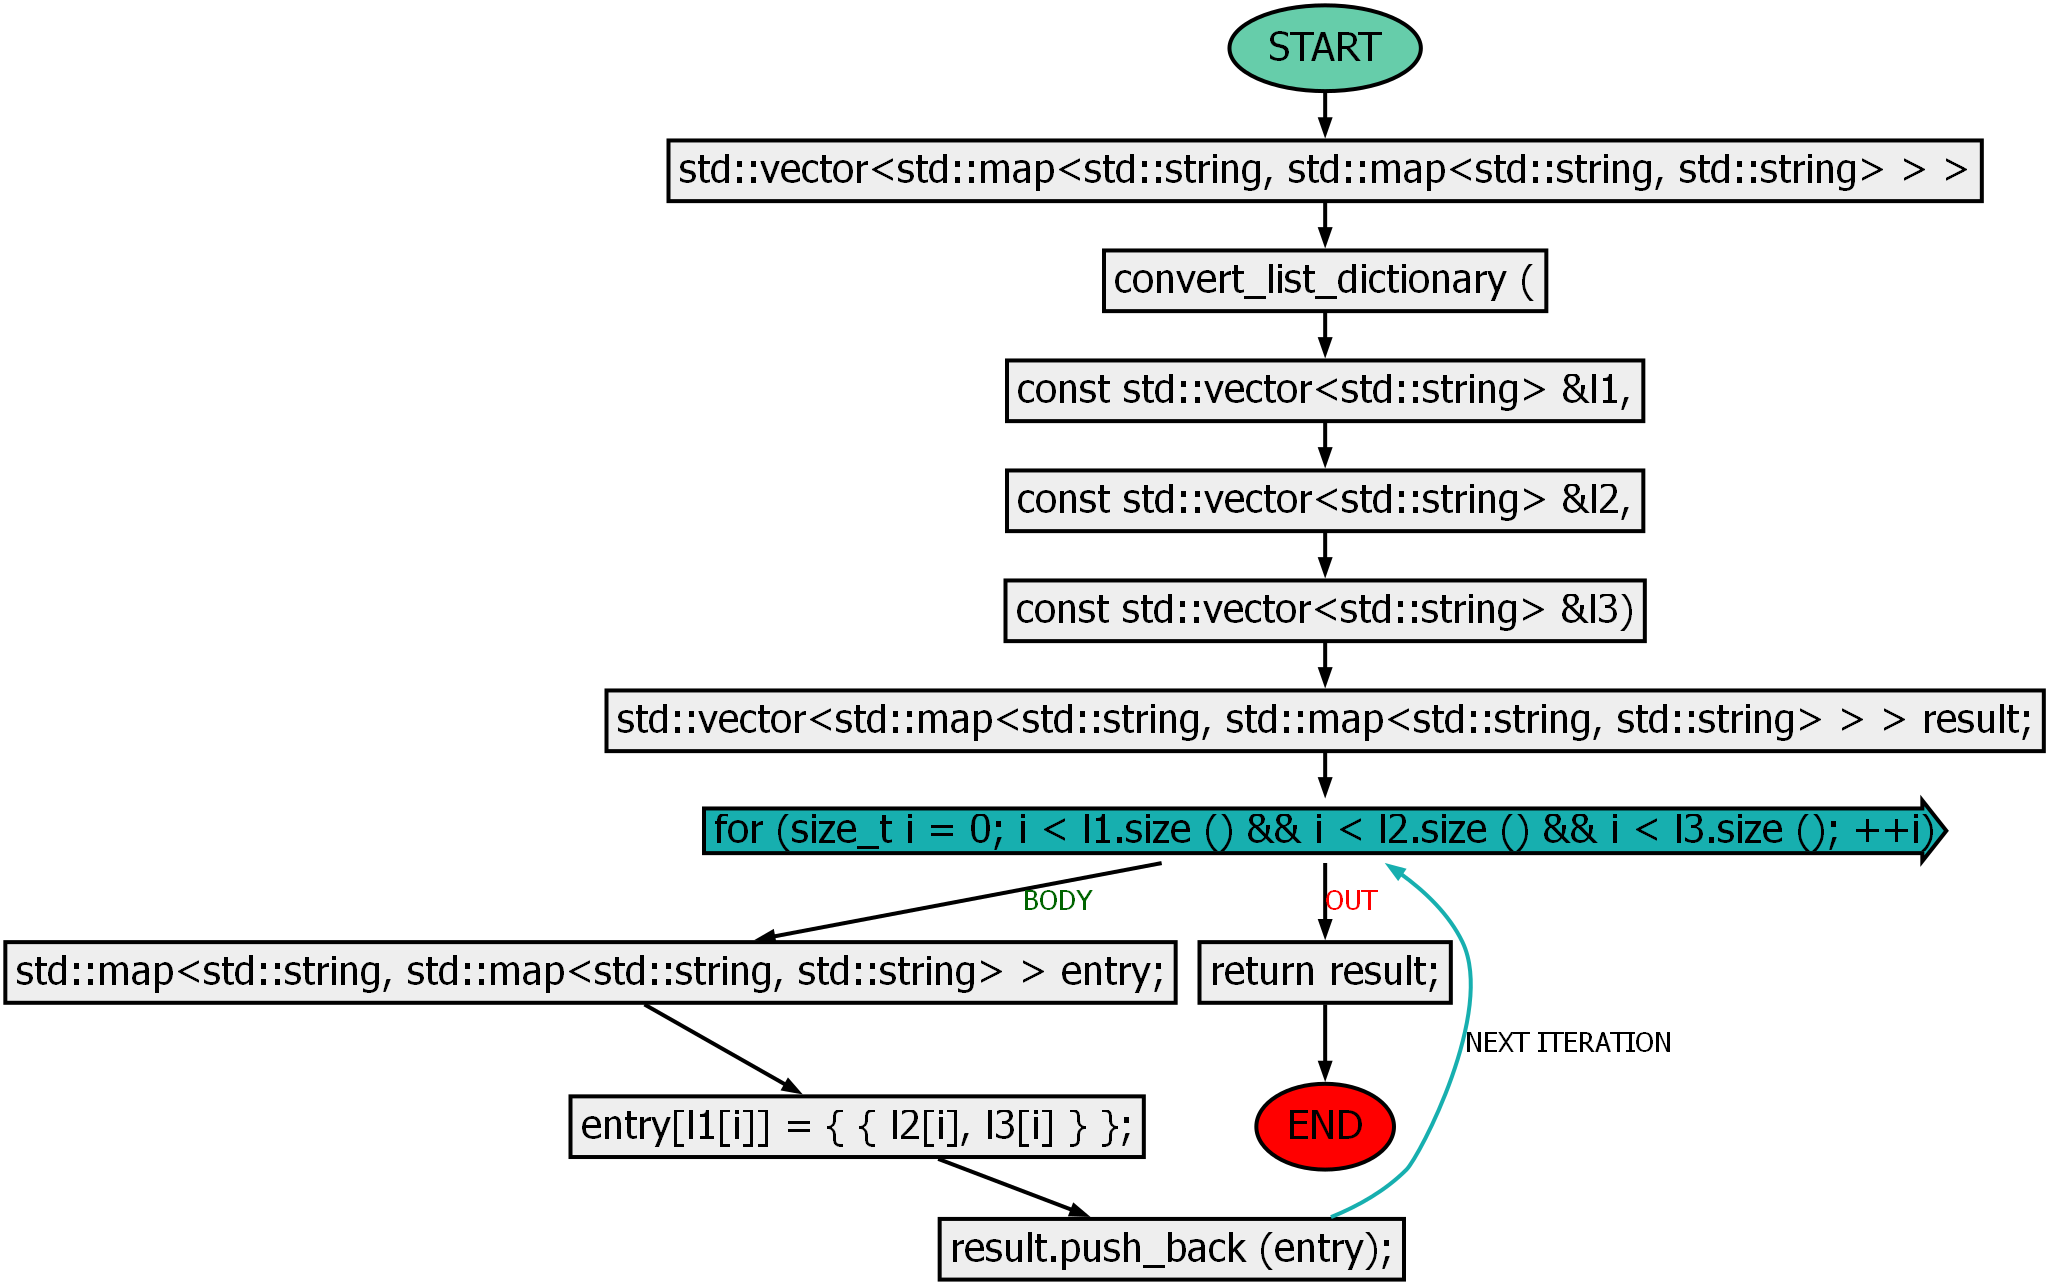 START
std::vector<std::map<std::string, std::map<std::string, std::string> > >
convert_list_dictionary (
const std::vector<std::string> &l1,
const std::vector<std::string> &l2,
const std::vector<std::string> &l3)
std::vector<std::map<std::string, std::map<std::string, std::string> > > result;
for (size_t i = 0; i < l1.size () && i < l2.size () && i < l3.size (); ++i)
BODY
OUT
std::map<std::string, std::map<std::string, std::string> > entry;
return result;
NEXT ITERATION
entry[l1[i]] = { { l2[i], l3[i] } };
END
result.push_back (entry);